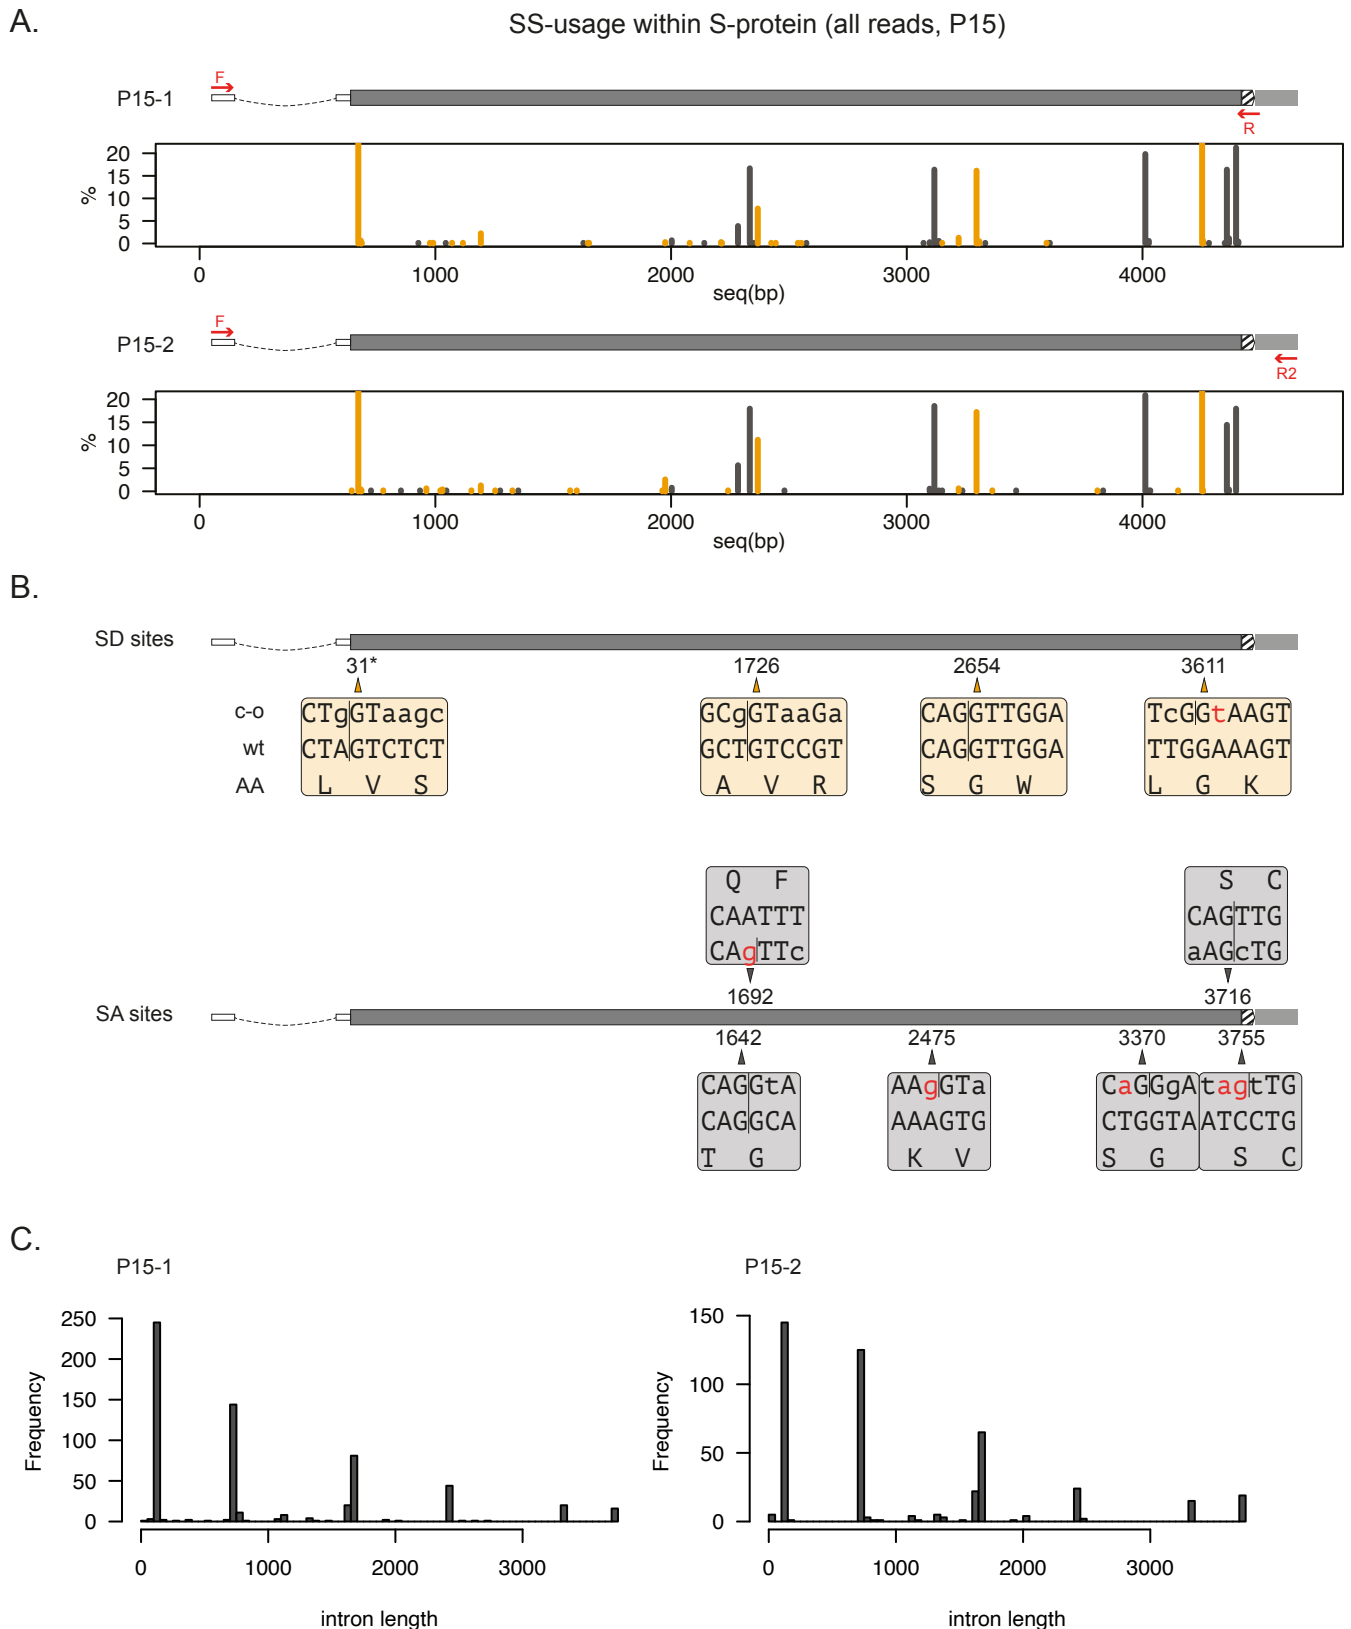 A.
SS-usage within S-protein (all reads, P15)
F
P15-1
R
20
15
10
5
0
%
0 1000 2000 3000 4000
seq(bp)
F
P15-2
R2
20
15
10
5
0
%
0 1000 2000 3000 4000
seq(bp)
B.
SD sites
31* 1726 2654 3611
c-o CTgGTaagc GCgGTaaGa CAGGTTGGA TcGGtAAGT
wt CTAGTCTCT GCTGTCCGT CAGGTTGGA TTGGAAAGT
AA L V S A V R S G W L G K
Q F S C
CAATTT CAGTTG
CAgTTc aAGcTG
1692 3716
SA sites
1642 2475 3370 3755
CAGGtA AAgGTa CaGGgA tagtTG
CAGGCA AAAGTG CTGGTA ATCCTG
T G K V S G S C
C.
P15-1 P15-2
250
200
150
100
50
0
Frequency
0 1000 2000 3000
intron length
150
100
50
0
Frequency
0 1000 2000 3000
intron length